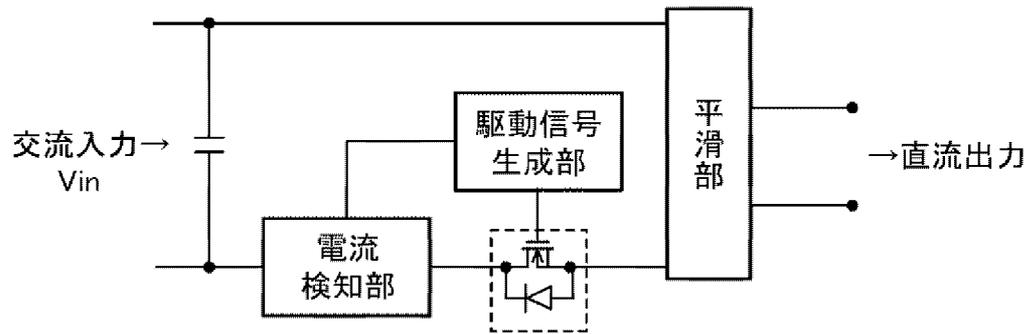 交流入力→
Vin
電流
検知部
駆動信号
生成部
平
滑
部
→直流出力